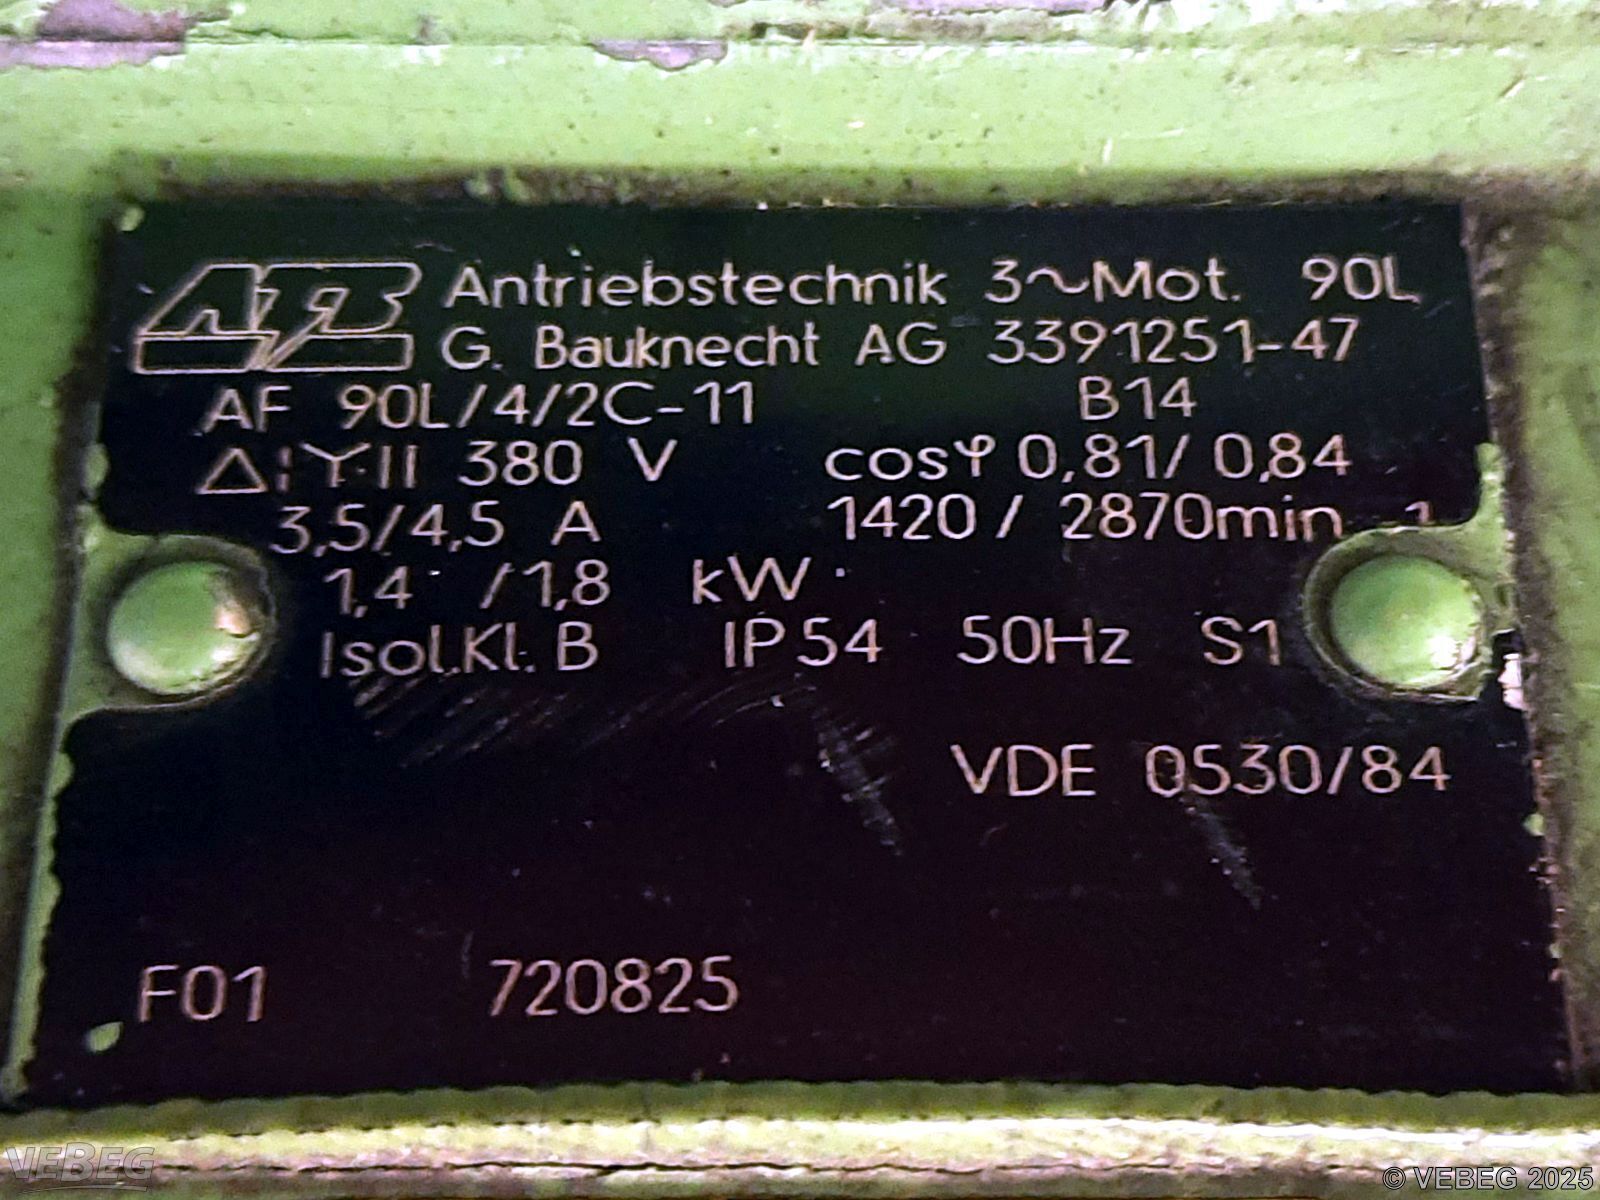 ATB Antriebstechnik 3~Mot. 90L
G. Bauknecht AG 3391251-47
AF 90L/4/2C-11 B14
Δ¦YII 380 V cosφ 0,81/ 0,84
3,5/4,5 A 1420 / 2870min-1
1,4 /1,8 kW
Isol.Kl. B IP54 50Hz S1
VDE 0530/84
F01 720825
VEBEG
© VEBEG 2025